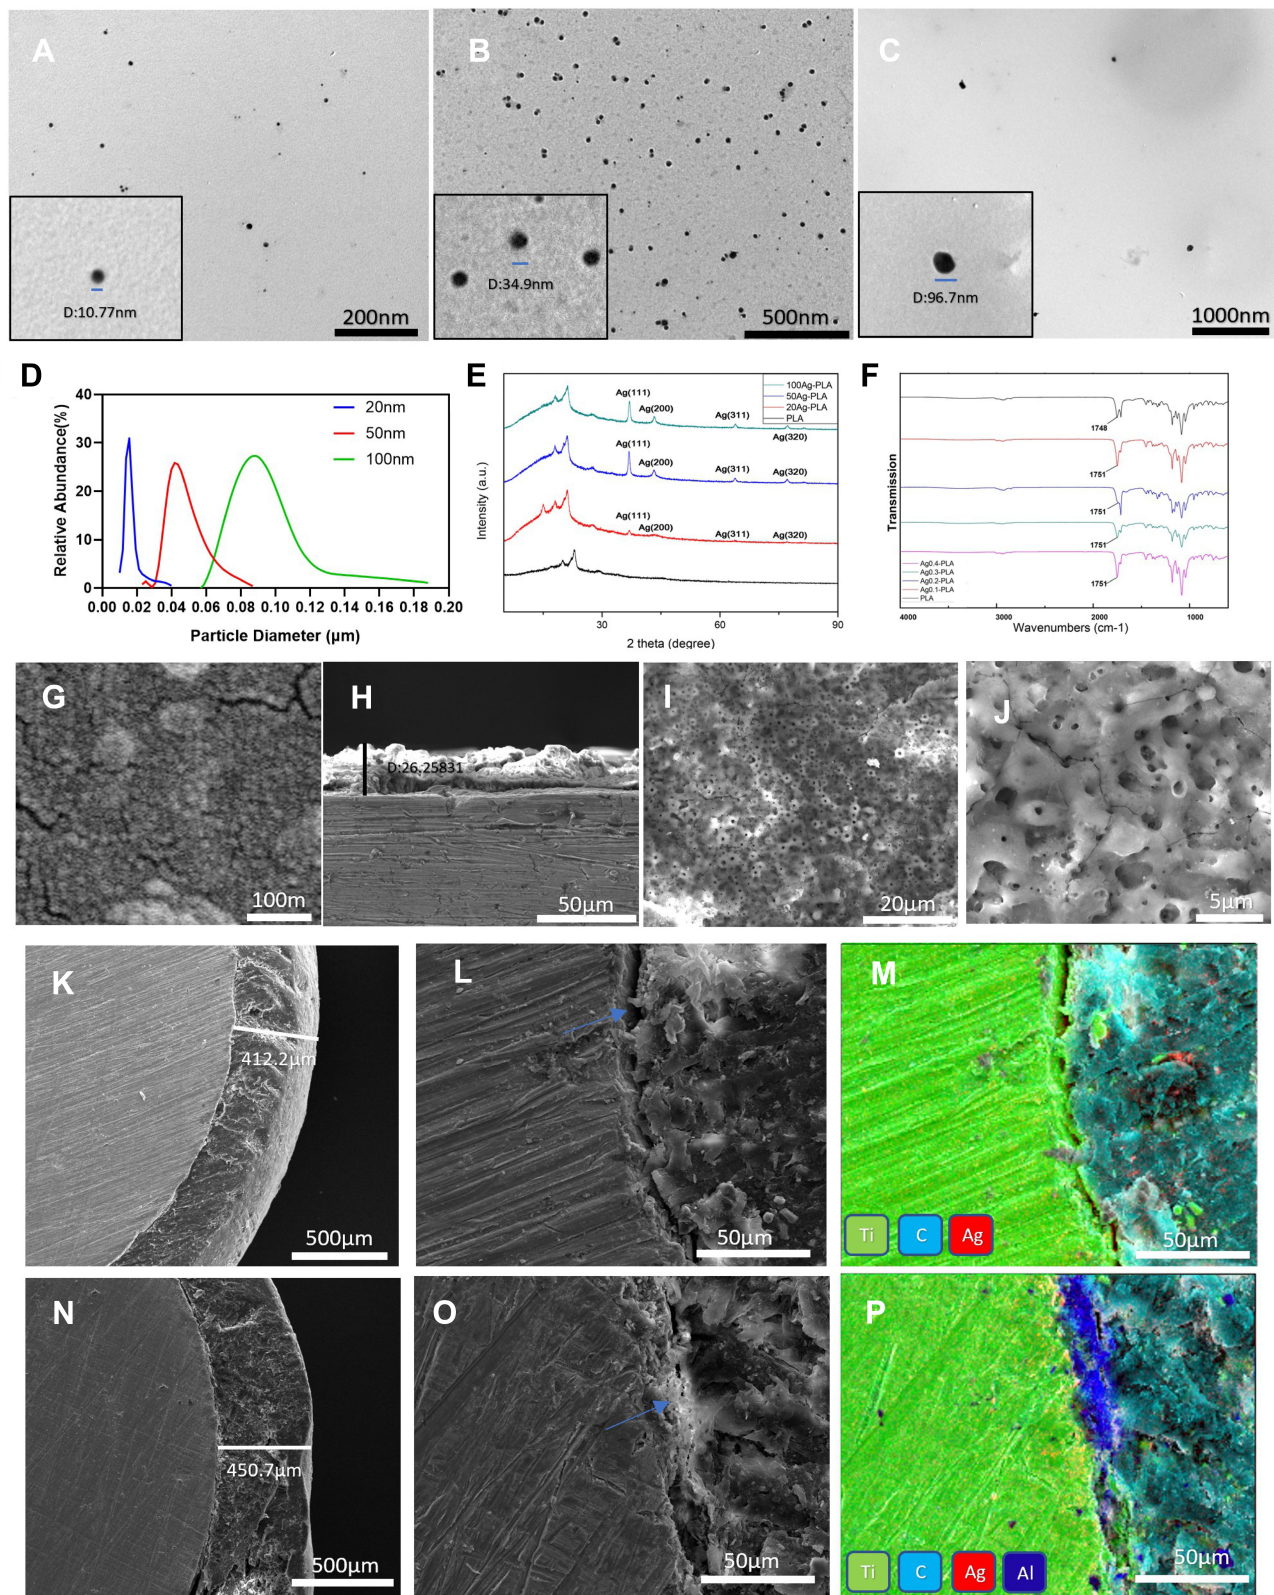 A
D:10.77nm
200nm
B
D:34.9nm
500nm
C
D:96.7nm
1000nm
D
Relative Abundance(%)
40
30
20
10
0
0.00 0.02 0.04 0.06 0.08 0.10 0.12 0.14 0.16 0.18 0.20
Particle Diameter (μm)
20nm
50nm
100nm
E
Intensity (a.u.)
100Ag-PLA
50Ag-PLA
20Ag-PLA
PLA
Ag(111)
Ag(200)
Ag(311)
Ag(320)
Ag(111)
Ag(200)
Ag(311)
Ag(320)
Ag(111)
Ag(200)
Ag(311)
Ag(320)
30 60 90
2 theta (degree)
F
Transmission
1748
1751
1751
1751
1751
Ag0.4-PLA
Ag0.3-PLA
Ag0.2-PLA
Ag0.1-PLA
PLA
4000 3000 2000 1000
Wavenumbers (cm-1)
G
100m
H
D:26.25831
50μm
I
20μm
J
5μm
K
412.2μm
500μm
L
50μm
M
Ti C Ag
50μm
N
450.7μm
500μm
O
50μm
P
Ti C Ag Al
50μm